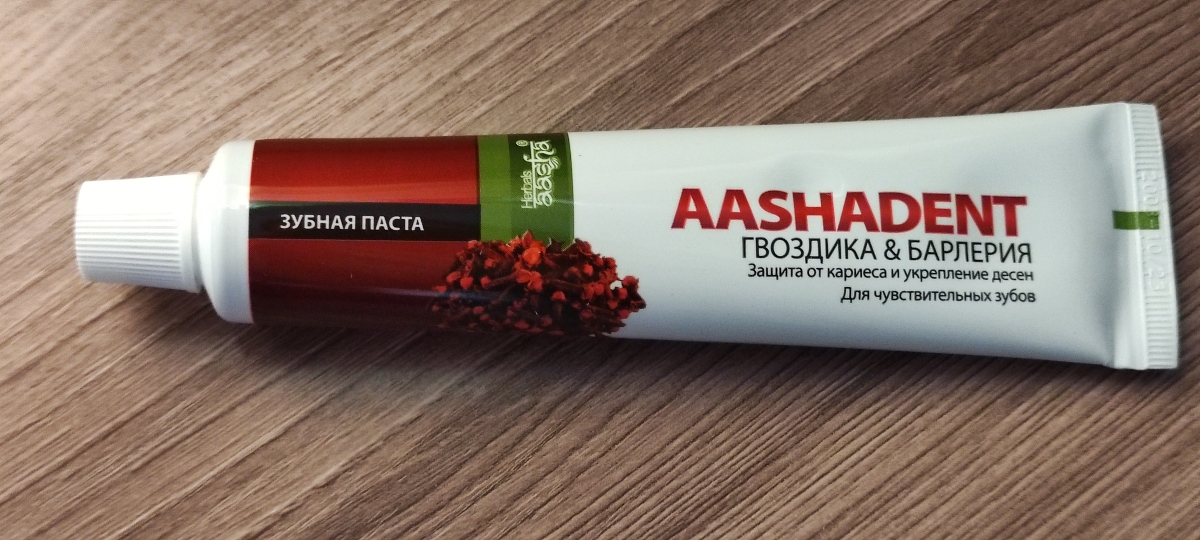 ЗУБНАЯ ПАСТА
Herbals
aasha®
AASHADENT
ГВОЗДИКА & БАРЛЕРИЯ
Защита от кариеса и укрепление десен
Для чувствительных зубов